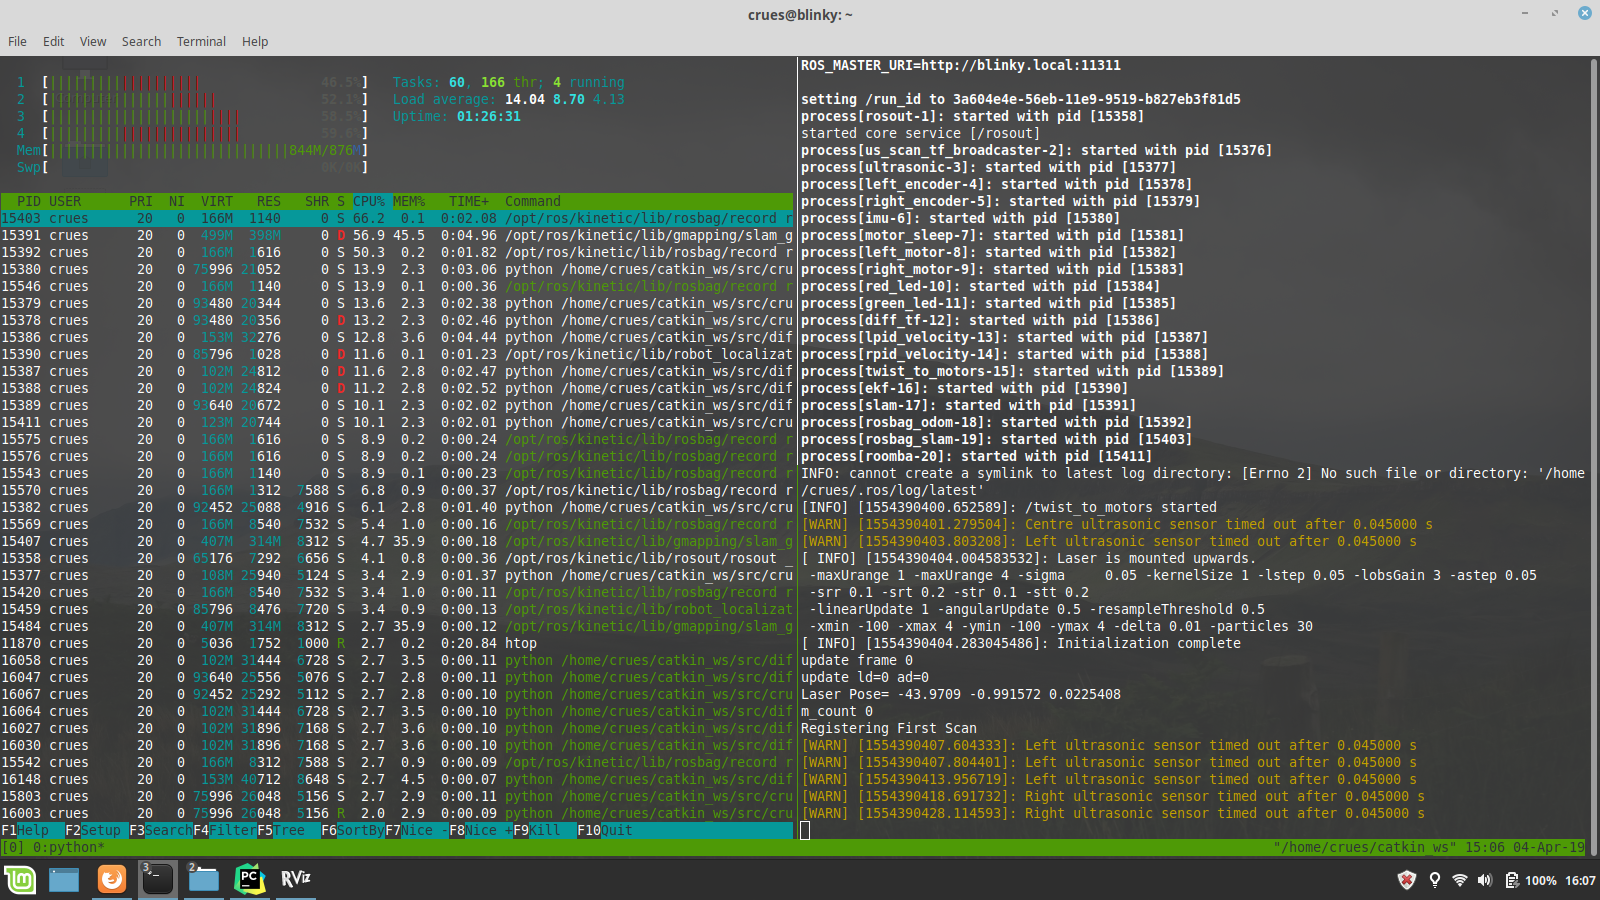 crues@blinky: ~
File Edit View Search Terminal Help
1 [|||||||||||||||||||| 46.5%] Tasks: 60, 166 thr; 4 running
2 [|||||||||||||||||||||| 52.1%] Load average: 14.04 8.70 4.13
3 [||||||||||||||||||||||||| 58.5%] Uptime: 01:26:31
4 [||||||||||||||||||||||||| 59.6%]
Mem[||||||||||||||||||||||||||||||844M/876M]
Swp[ 0K/0K]
PID USER PRI NI VIRT RES SHR S CPU% MEM% TIME+ Command
15403 crues 20 0 166M 1140 0 S 66.2 0.1 0:02.08 /opt/ros/kinetic/lib/rosbag/record r
15391 crues 20 0 499M 398M 0 D 56.9 45.5 0:04.96 /opt/ros/kinetic/lib/gmapping/slam_g
15392 crues 20 0 166M 1616 0 S 50.3 0.2 0:01.82 /opt/ros/kinetic/lib/rosbag/record r
15380 crues 20 0 75996 21052 0 S 13.9 2.3 0:03.06 python /home/crues/catkin_ws/src/cru
15546 crues 20 0 166M 1140 0 S 13.9 0.1 0:00.36 /opt/ros/kinetic/lib/rosbag/record r
15379 crues 20 0 93480 20344 0 S 13.6 2.3 0:02.38 python /home/crues/catkin_ws/src/cru
15378 crues 20 0 93480 20356 0 D 13.2 2.3 0:02.46 python /home/crues/catkin_ws/src/cru
15386 crues 20 0 153M 32276 0 S 12.8 3.6 0:04.44 python /home/crues/catkin_ws/src/dif
15390 crues 20 0 85796 1028 0 D 11.6 0.1 0:01.23 /opt/ros/kinetic/lib/robot_localizat
15387 crues 20 0 102M 24812 0 D 11.6 2.8 0:02.47 python /home/crues/catkin_ws/src/dif
15388 crues 20 0 102M 24824 0 D 11.2 2.8 0:02.52 python /home/crues/catkin_ws/src/dif
15389 crues 20 0 93640 20672 0 S 10.1 2.3 0:02.02 python /home/crues/catkin_ws/src/dif
15411 crues 20 0 123M 20744 0 S 10.1 2.3 0:02.01 python /home/crues/catkin_ws/src/cru
15575 crues 20 0 166M 1616 0 S 8.9 0.2 0:00.24 /opt/ros/kinetic/lib/rosbag/record r
15576 crues 20 0 166M 1616 0 S 8.9 0.2 0:00.24 /opt/ros/kinetic/lib/rosbag/record r
15543 crues 20 0 166M 1140 0 S 8.9 0.1 0:00.23 /opt/ros/kinetic/lib/rosbag/record r
15570 crues 20 0 166M 1312 7588 S 6.8 0.9 0:00.37 /opt/ros/kinetic/lib/rosbag/record r
15382 crues 20 0 92452 25088 4916 S 6.1 2.8 0:01.40 python /home/crues/catkin_ws/src/cru
15569 crues 20 0 166M 8540 7532 S 5.4 1.0 0:00.16 /opt/ros/kinetic/lib/rosbag/record r
15407 crues 20 0 407M 314M 8312 S 4.7 35.9 0:00.18 /opt/ros/kinetic/lib/gmapping/slam_g
15358 crues 20 0 65176 7292 6656 S 4.1 0.8 0:00.36 /opt/ros/kinetic/lib/rosout/rosout _
15377 crues 20 0 108M 25940 5124 S 3.4 2.9 0:01.37 python /home/crues/catkin_ws/src/cru
15420 crues 20 0 166M 8540 7532 S 3.4 1.0 0:00.11 /opt/ros/kinetic/lib/rosbag/record r
15459 crues 20 0 85796 8476 7720 S 3.4 0.9 0:00.13 /opt/ros/kinetic/lib/robot_localizat
15484 crues 20 0 407M 314M 8312 S 2.7 35.9 0:00.12 /opt/ros/kinetic/lib/gmapping/slam_g
11870 crues 20 0 5036 1752 1000 R 2.7 0.2 0:20.84 htop
16058 crues 20 0 102M 31444 6728 S 2.7 3.5 0:00.11 python /home/crues/catkin_ws/src/dif
16047 crues 20 0 93640 25556 5076 S 2.7 2.8 0:00.11 python /home/crues/catkin_ws/src/dif
16067 crues 20 0 92452 25292 5112 S 2.7 2.8 0:00.10 python /home/crues/catkin_ws/src/cru
16064 crues 20 0 102M 31444 6728 S 2.7 3.5 0:00.10 python /home/crues/catkin_ws/src/dif
16027 crues 20 0 102M 31896 7168 S 2.7 3.6 0:00.10 python /home/crues/catkin_ws/src/dif
16030 crues 20 0 102M 31896 7168 S 2.7 3.6 0:00.10 python /home/crues/catkin_ws/src/dif
15542 crues 20 0 166M 8312 7588 S 2.7 0.9 0:00.09 /opt/ros/kinetic/lib/rosbag/record r
16148 crues 20 0 153M 40712 8648 S 2.7 4.5 0:00.07 python /home/crues/catkin_ws/src/dif
15803 crues 20 0 75996 26048 5156 S 2.7 2.9 0:00.11 python /home/crues/catkin_ws/src/cru
16003 crues 20 0 75996 26048 5156 R 2.0 2.9 0:00.09 python /home/crues/catkin_ws/src/cru
F1Help F2Setup F3SearchF4FilterF5Tree F6SortByF7Nice -F8Nice +F9Kill F10Quit
ROS_MASTER_URI=http://blinky.local:11311
setting /run_id to 3a604e4e-56eb-11e9-9519-b827eb3f81d5
process[rosout-1]: started with pid [15358]
started core service [/rosout]
process[us_scan_tf_broadcaster-2]: started with pid [15376]
process[ultrasonic-3]: started with pid [15377]
process[left_encoder-4]: started with pid [15378]
process[right_encoder-5]: started with pid [15379]
process[imu-6]: started with pid [15380]
process[motor_sleep-7]: started with pid [15381]
process[left_motor-8]: started with pid [15382]
process[right_motor-9]: started with pid [15383]
process[red_led-10]: started with pid [15384]
process[green_led-11]: started with pid [15385]
process[diff_tf-12]: started with pid [15386]
process[lpid_velocity-13]: started with pid [15387]
process[rpid_velocity-14]: started with pid [15388]
process[twist_to_motors-15]: started with pid [15389]
process[ekf-16]: started with pid [15390]
process[slam-17]: started with pid [15391]
process[rosbag_odom-18]: started with pid [15392]
process[rosbag_slam-19]: started with pid [15403]
process[roomba-20]: started with pid [15411]
INFO: cannot create a symlink to latest log directory: [Errno 2] No such file or directory: '/home
/crues/.ros/log/latest'
[INFO] [1554390400.652589]: /twist_to_motors started
[WARN] [1554390401.279504]: Centre ultrasonic sensor timed out after 0.045000 s
[WARN] [1554390403.803208]: Left ultrasonic sensor timed out after 0.045000 s
[ INFO] [1554390404.004583532]: Laser is mounted upwards.
-maxUrange 1 -maxUrange 4 -sigma 0.05 -kernelSize 1 -lstep 0.05 -lobsGain 3 -astep 0.05
-srr 0.1 -srt 0.2 -str 0.1 -stt 0.2
-linearUpdate 1 -angularUpdate 0.5 -resampleThreshold 0.5
-xmin -100 -xmax 4 -ymin -100 -ymax 4 -delta 0.01 -particles 30
[ INFO] [1554390404.283045486]: Initialization complete
update frame 0
update ld=0 ad=0
Laser Pose= -43.9709 -0.991572 0.0225408
m_count 0
Registering First Scan
[WARN] [1554390407.604333]: Left ultrasonic sensor timed out after 0.045000 s
[WARN] [1554390407.804401]: Left ultrasonic sensor timed out after 0.045000 s
[WARN] [1554390413.956719]: Left ultrasonic sensor timed out after 0.045000 s
[WARN] [1554390418.691732]: Right ultrasonic sensor timed out after 0.045000 s
[WARN] [1554390428.114593]: Right ultrasonic sensor timed out after 0.045000 s
[0] 0:python* "/home/crues/catkin_ws" 15:06 04-Apr-19
3 2 PC RViz 100% 16:07